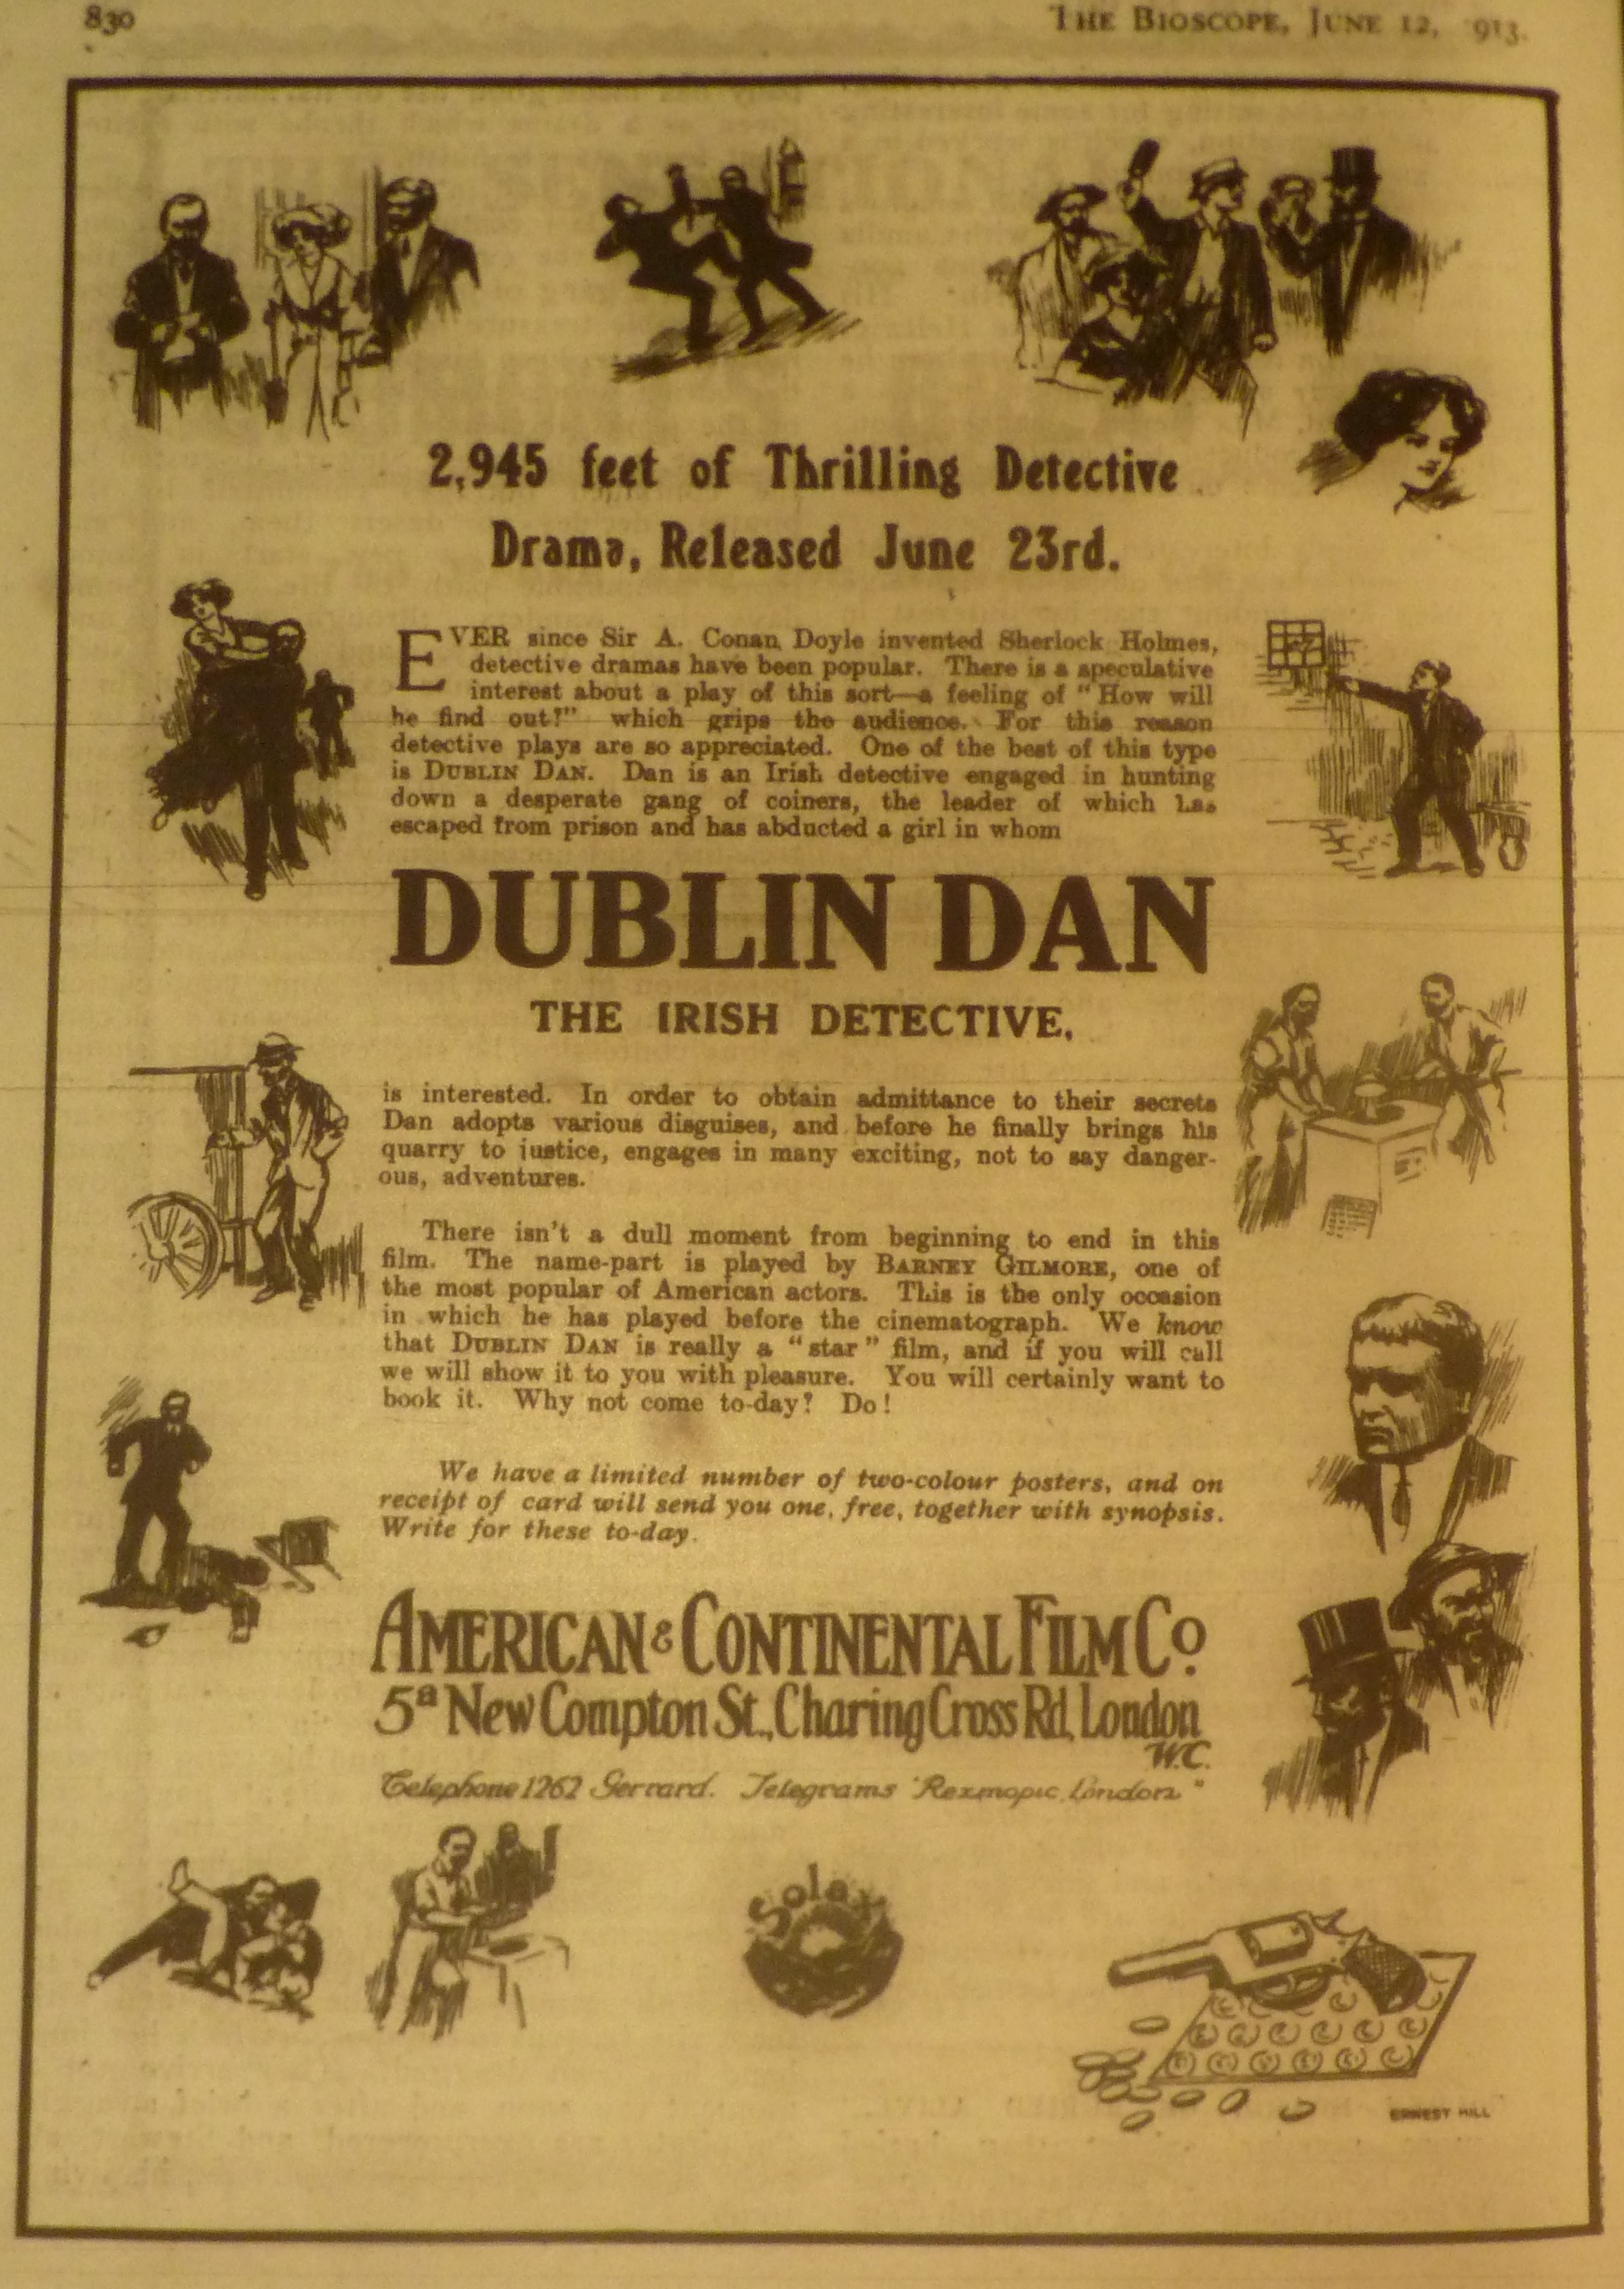 830
THE BIOSCOPE, JUNE 12, 1913.
2,945 feet of Thrilling Detective
Drama, Released June 23rd.
EVER since Sir A. Conan Doyle invented Sherlock Holmes,
detective dramas have been popular. There is a speculative
interest about a play of this sort—a feeling of "How will
he find out?" which grips the audience. For this reason
detective plays are so appreciated. One of the best of this type
is DUBLIN DAN. Dan is an Irish detective engaged in hunting
down a desperate gang of coiners, the leader of which has
escaped from prison and has abducted a girl in whom
DUBLIN DAN
THE IRISH DETECTIVE.
is interested. In order to obtain admittance to their secrets
Dan adopts various disguises, and before he finally brings his
quarry to justice, engages in many exciting, not to say danger-
ous, adventures.
There isn't a dull moment from beginning to end in this
film. The name-part is played by BARNEY GILMORE, one of
the most popular of American actors. This is the only occasion
in which he has played before the cinematograph. We know
that DUBLIN DAN is really a "star" film, and if you will call
we will show it to you with pleasure. You will certainly want to
book it. Why not come to-day? Do!
We have a limited number of two-colour posters, and on
receipt of card will send you one, free, together with synopsis.
Write for these to-day.
AMERICAN & CONTINENTAL FILM Co.
5a New Compton St., Charing Cross Rd, London
W.C.
Telephone 1262 Gerrard. Telegrams "Rexmopic, London"
Solax
ERNEST HILL